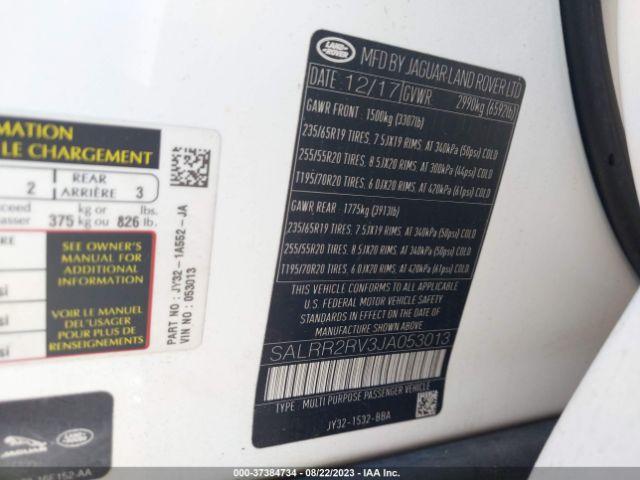 LAND ROVER
MFD BY JAGUAR LAND ROVER LTD
DATE: 12/17 GVWR 2990kg (6592lb)
GAWR FRONT: 1500kg (3307lb)
235/65R19 TIRES. 7.5JX19 RIMS. AT 340kPa (50psi) COLD
255/55R20 TIRES. 8.5JX20 RIMS. AT 300kPa (44psi) COLD
T195/70R20 TIRES. 6.0JX20 RIMS. AT 420kPa (61psi) COLD
GAWR REAR: 1775kg (3913lb)
235/65R19 TIRES. 7.5JX19 RIMS. AT 340kPa (50psi) COLD
255/55R20 TIRES. 8.5JX20 RIMS. AT 340kPa (50psi) COLD
T195/70R20 TIRES. 6.0JX20 RIMS. AT 420kPa (61psi) COLD
THIS VEHICLE CONFORMS TO ALL APPLICABLE
U.S. FEDERAL MOTOR VEHICLE SAFETY
STANDARDS IN EFFECT ON THE DATE OF
MANUFACTURE SHOWN ABOVE
SALRR2RV3JA053013
TYPE: MULTI PURPOSE PASSENGER VEHICLE
JY32-1532-BBA
MATION
LE CHARGEMENT
2 REAR ARRIÈRE 3
xceed kg or lbs.
asser 375 kg ou 826 lb.
SEE OWNER'S
MANUAL FOR
ADDITIONAL
INFORMATION
VOIR LE MANUEL
DEL'USAGER
POUR PLUS DE
RENSEIGNEMENTS
PART NO: JY32-1A552-JA
VIN NO: 053013
JAGUAR
LAND ROVER
000-37384734 - 08/22/2023 - IAA Inc.